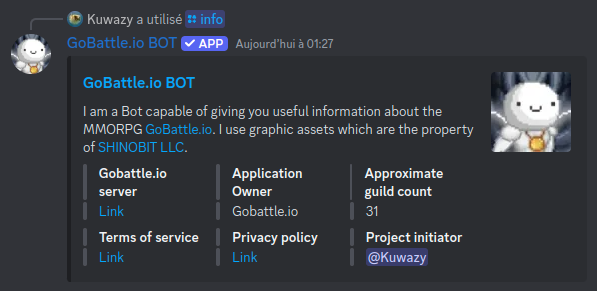 Kuwazy a utilisé info
GoBattle.io BOT APP Aujourd'hui à 01:27
GoBattle.io BOT
I am a Bot capable of giving you useful information about the
MMORPG GoBattle.io. I use graphic assets which are the property
of SHINOBIT LLC.
Gobattle.io Application Approximate
server Owner guild count
Link Gobattle.io 31
Terms of service Privacy policy Project initiator
Link Link @Kuwazy